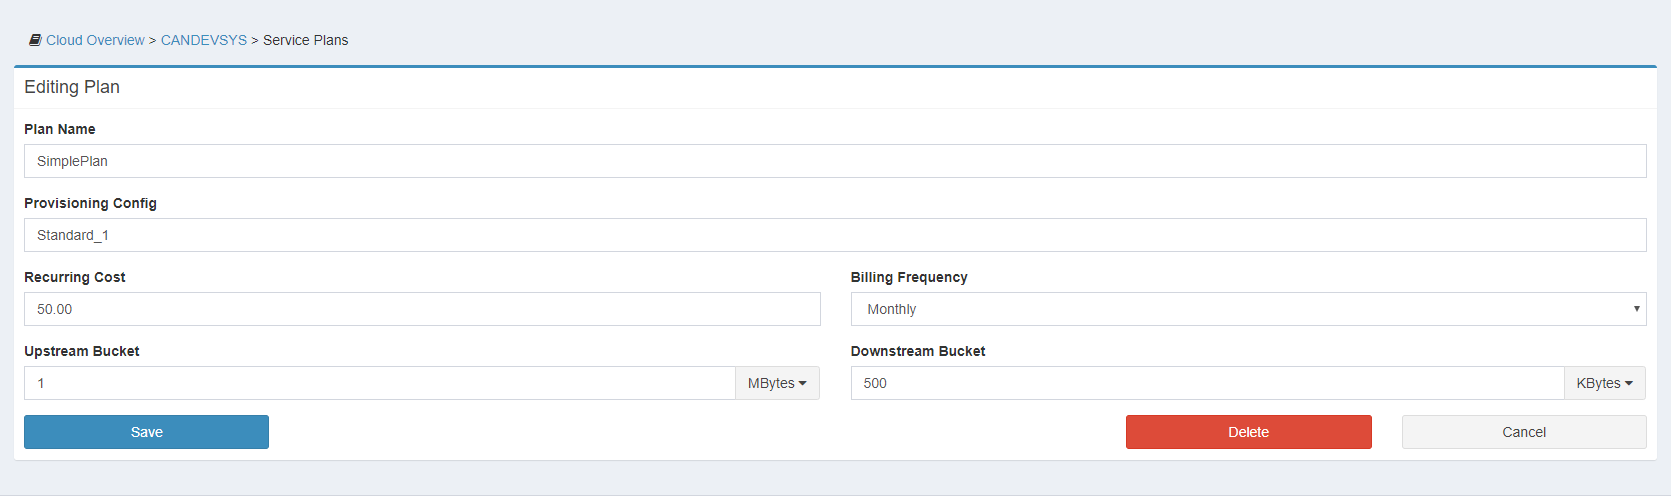 Cloud Overview > CANDEVSYS > Service Plans
Editing Plan
Plan Name
SimplePlan
Provisioning Config
Standard_1
Recurring Cost
50.00
Billing Frequency
Monthly
Upstream Bucket
1 MBytes
Downstream Bucket
500 KBytes
Save
Delete
Cancel